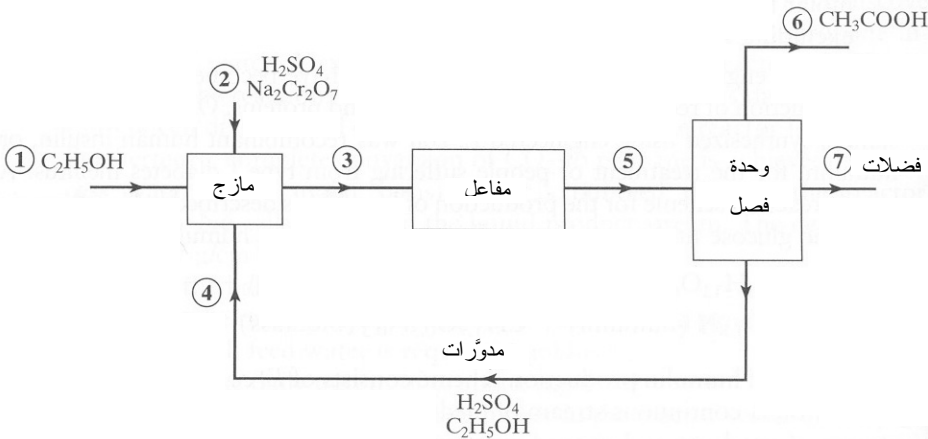 ⑥ CH₃COOH
② H₂SO₄
Na₂Cr₂O₇
① C₂H₅OH
مازج
③
مفاعل
⑤
وحدة
فصل
⑦ فضلات
④
مدوَّرات
H₂SO₄
C₂H₅OH